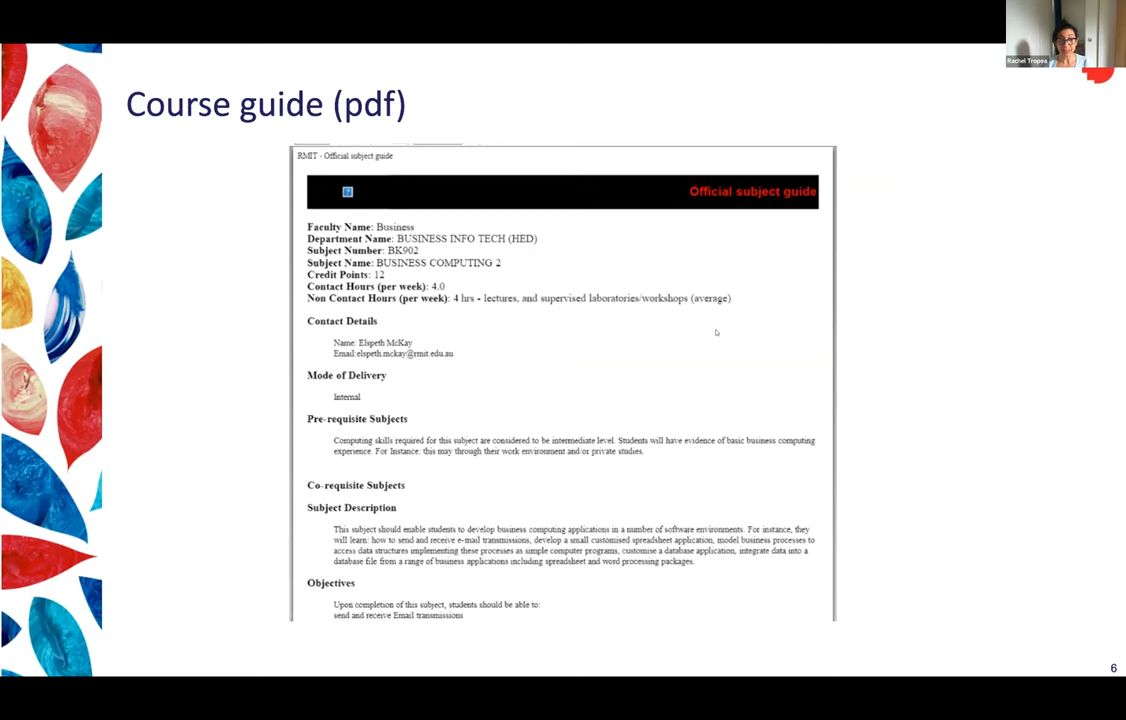 Rachel Tropea
Course guide (pdf)
RMIT - Official subject guide
Official subject guide
Faculty Name: Business
Department Name: BUSINESS INFO TECH (HED)
Subject Number: BK902
Subject Name: BUSINESS COMPUTING 2
Credit Points: 12
Contact Hours (per week): 4.0
Non Contact Hours (per week): 4 hrs - lectures, and supervised laboratories/workshops (average)
Contact Details
Name: Elspeth McKay
Email:elspeth.mckay@rmit.edu.au
Mode of Delivery
Internal
Pre-requisite Subjects
Computing skills required for this subject are considered to be intermediate level. Students will have evidence of basic business computing
experience. For Instance: this may through their work environment and/or private studies.
Co-requisite Subjects
Subject Description
This subject should enable students to develop business computing applications in a number of software environments. For instance, they
will learn: how to send and receive e-mail transmissions, develop a small customised spreadsheet application, model business processes to
access data structures implementing these processes as simple computer programs, customise a database application, integrate data into a
database file from a range of business applications including spreadsheet and word processing packages.
Objectives
Upon completion of this subject, students should be able to:
send and receive Email transmissions
6